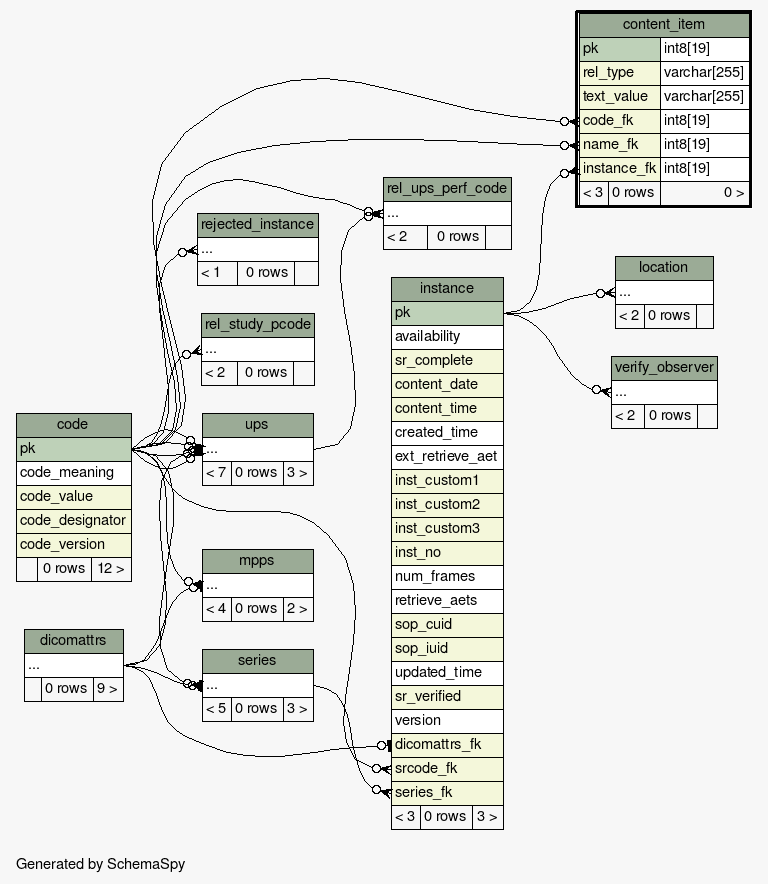 content_item
pk int8[19]
rel_type varchar[255]
text_value varchar[255]
code_fk int8[19]
name_fk int8[19]
instance_fk int8[19]
< 3 0 rows 0 >
rel_ups_perf_code
...
< 2 0 rows
rejected_instance
...
< 1 0 rows
location
...
< 2 0 rows
instance
pk
availability
sr_complete
content_date
content_time
created_time
ext_retrieve_aet
inst_custom1
inst_custom2
inst_custom3
inst_no
num_frames
retrieve_aets
sop_cuid
sop_iuid
updated_time
sr_verified
version
dicomattrs_fk
srcode_fk
series_fk
< 3 0 rows 3 >
rel_study_pcode
...
< 2 0 rows
verify_observer
...
< 2 0 rows
code
pk
code_meaning
code_value
code_designator
code_version
0 rows 12 >
ups
...
< 7 0 rows 3 >
mpps
...
< 4 0 rows 2 >
dicomattrs
...
0 rows 9 >
series
...
< 5 0 rows 3 >
Generated by SchemaSpy